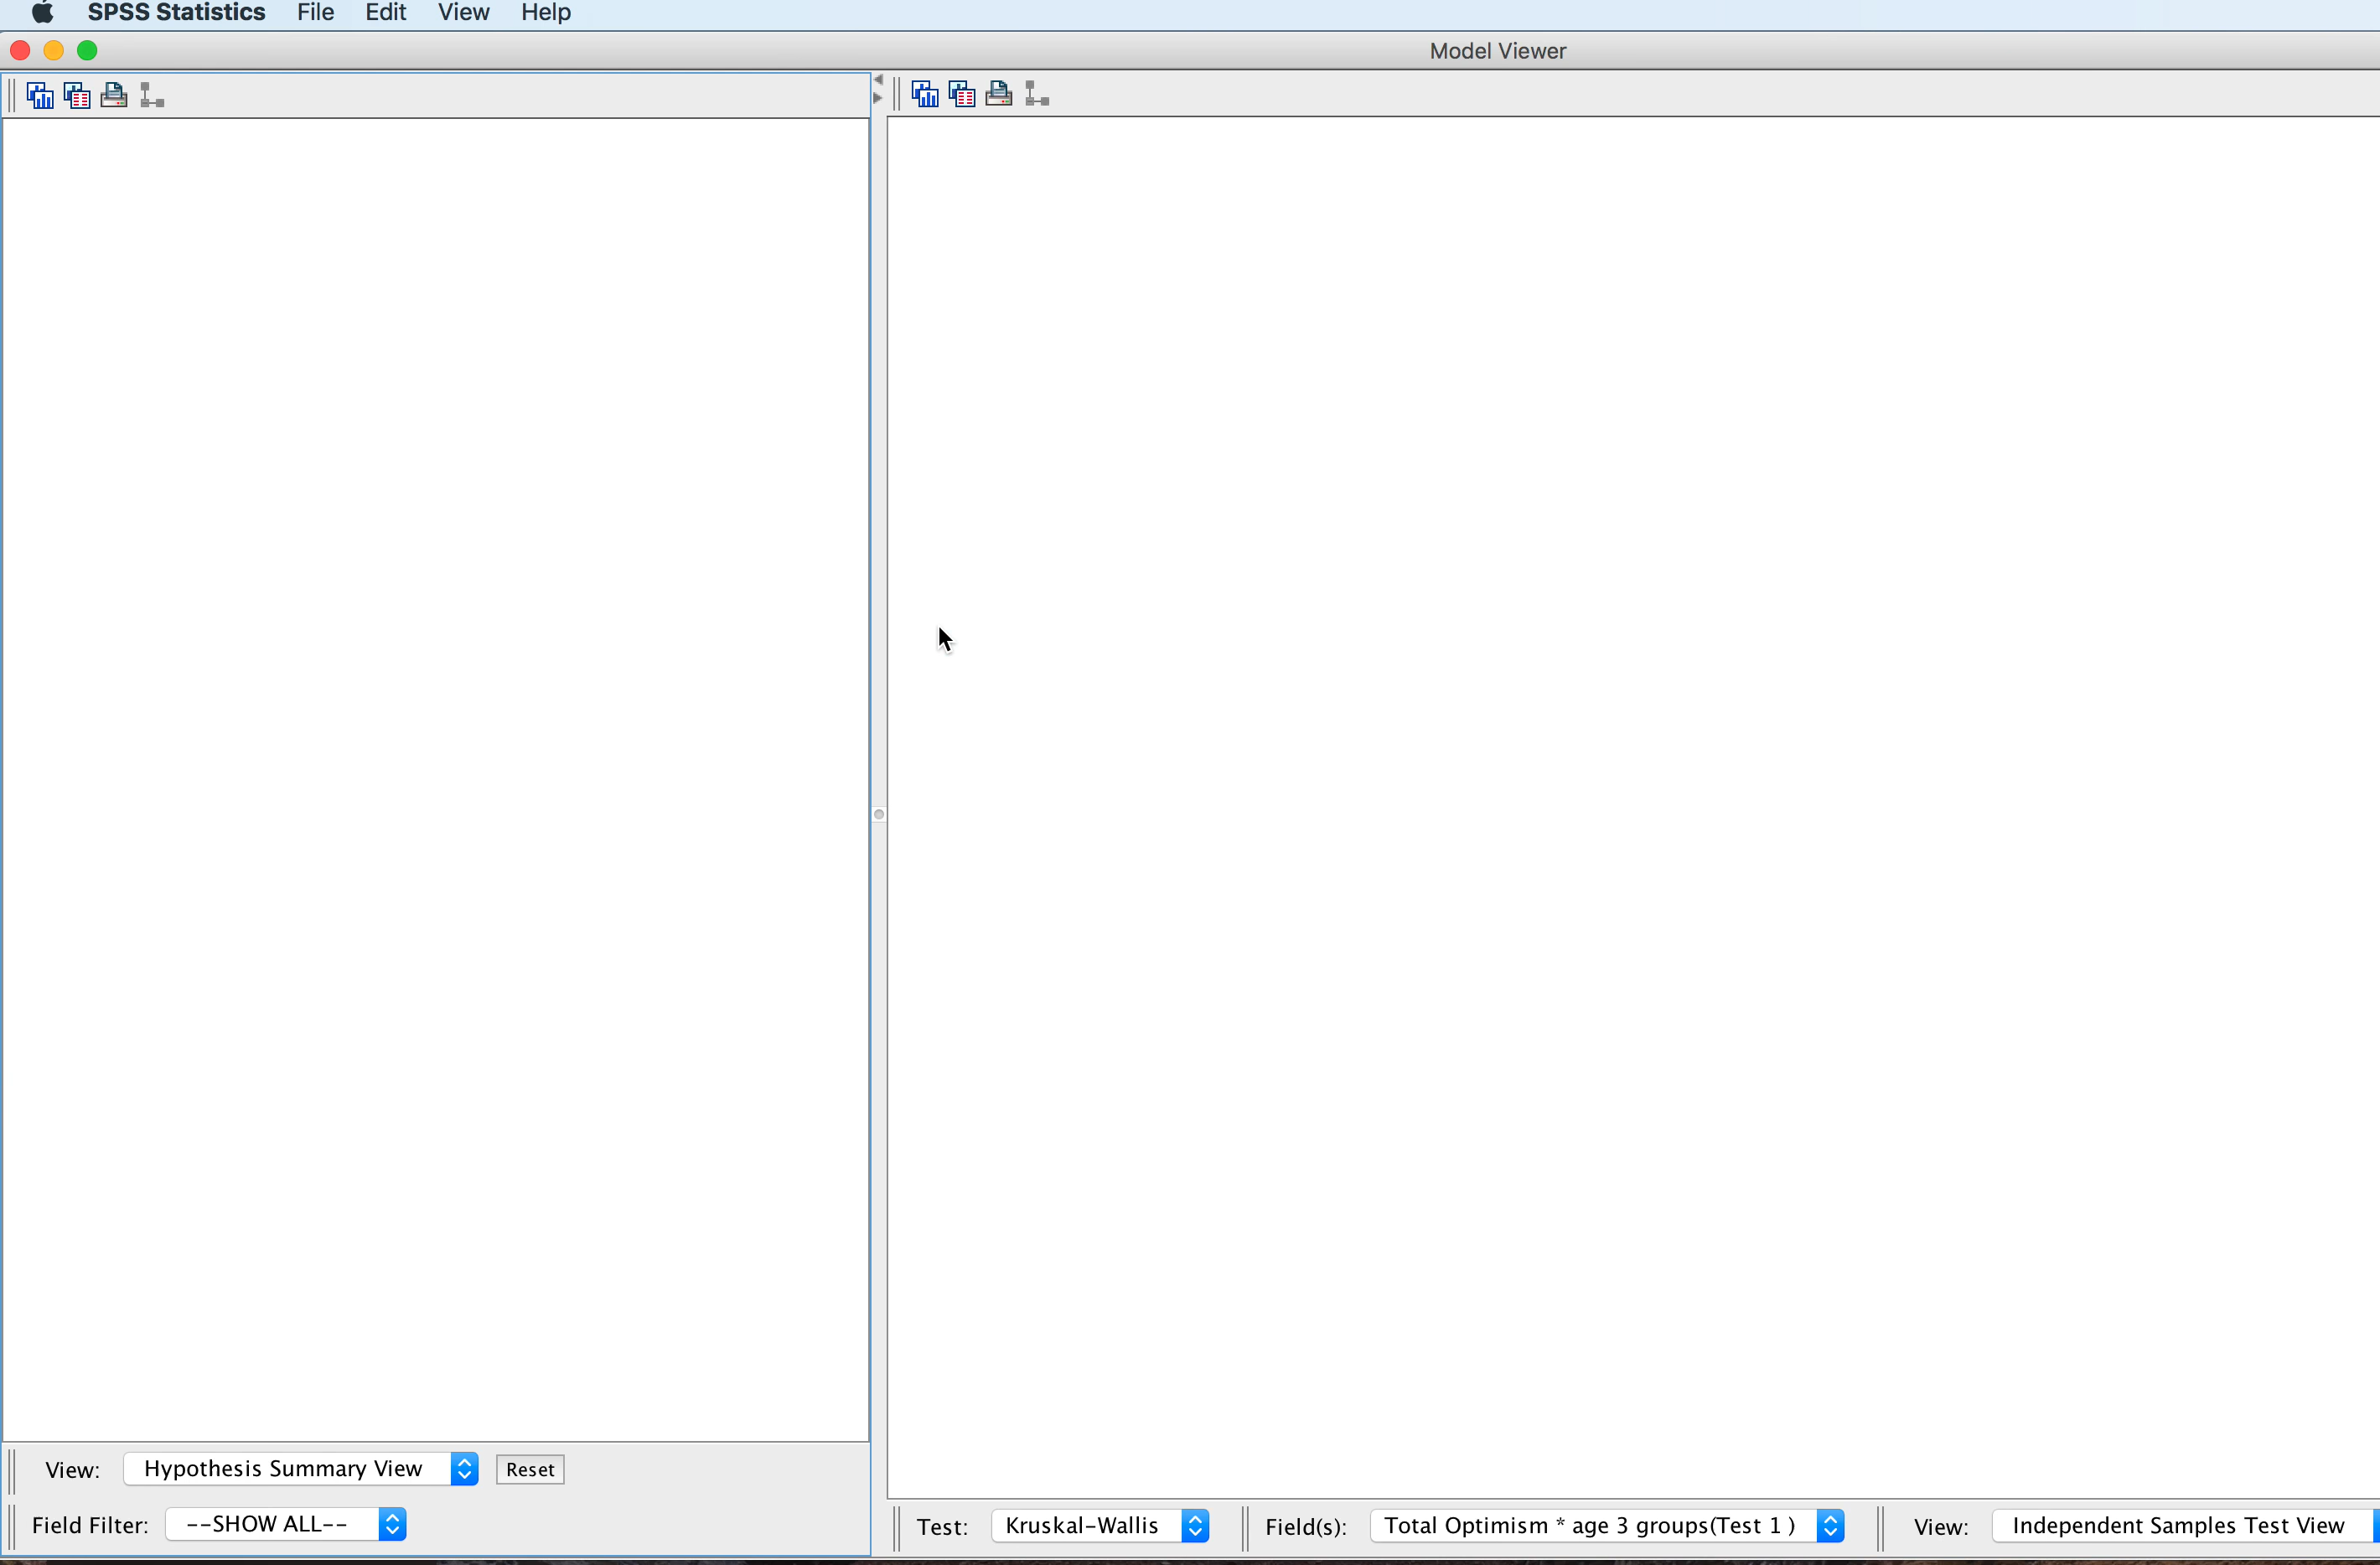 SPSS Statistics File Edit View Help
Model Viewer
View: Hypothesis Summary View Reset
Field Filter: --SHOW ALL--
Test: Kruskal-Wallis Field(s): Total Optimism * age 3 groups(Test 1 ) View: Independent Samples Test View